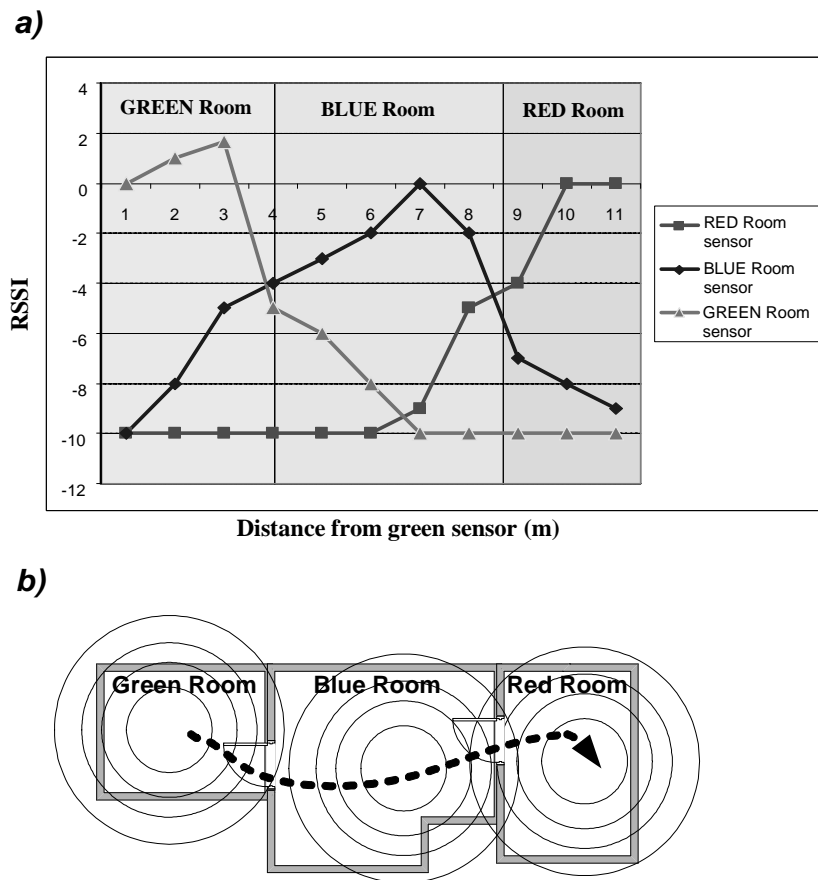 a)
GREEN Room BLUE Room RED Room
4
2
0
-2
-4
-6
-8
-10
-12
1 2 3 4 5 6 7 8 9 10 11
RSSI
Distance from green sensor (m)
RED Room
sensor
BLUE Room
sensor
GREEN Room
sensor
b)
Green Room Blue Room Red Room